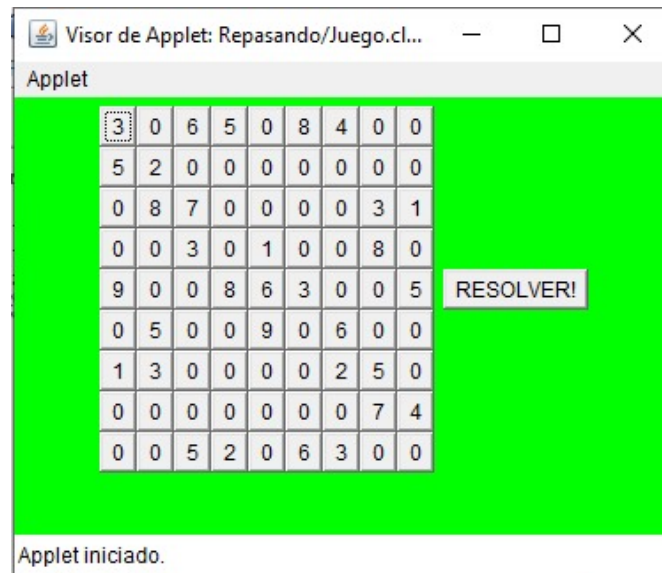 Visor de Applet: Repasando/Juego.cl...
Applet
3 0 6 5 0 8 4 0 0
5 2 0 0 0 0 0 0 0
0 8 7 0 0 0 0 3 1
0 0 3 0 1 0 0 8 0
9 0 0 8 6 3 0 0 5 RESOLVER!
0 5 0 0 9 0 6 0 0
1 3 0 0 0 0 2 5 0
0 0 0 0 0 0 0 7 4
0 0 5 2 0 6 3 0 0
Applet iniciado.